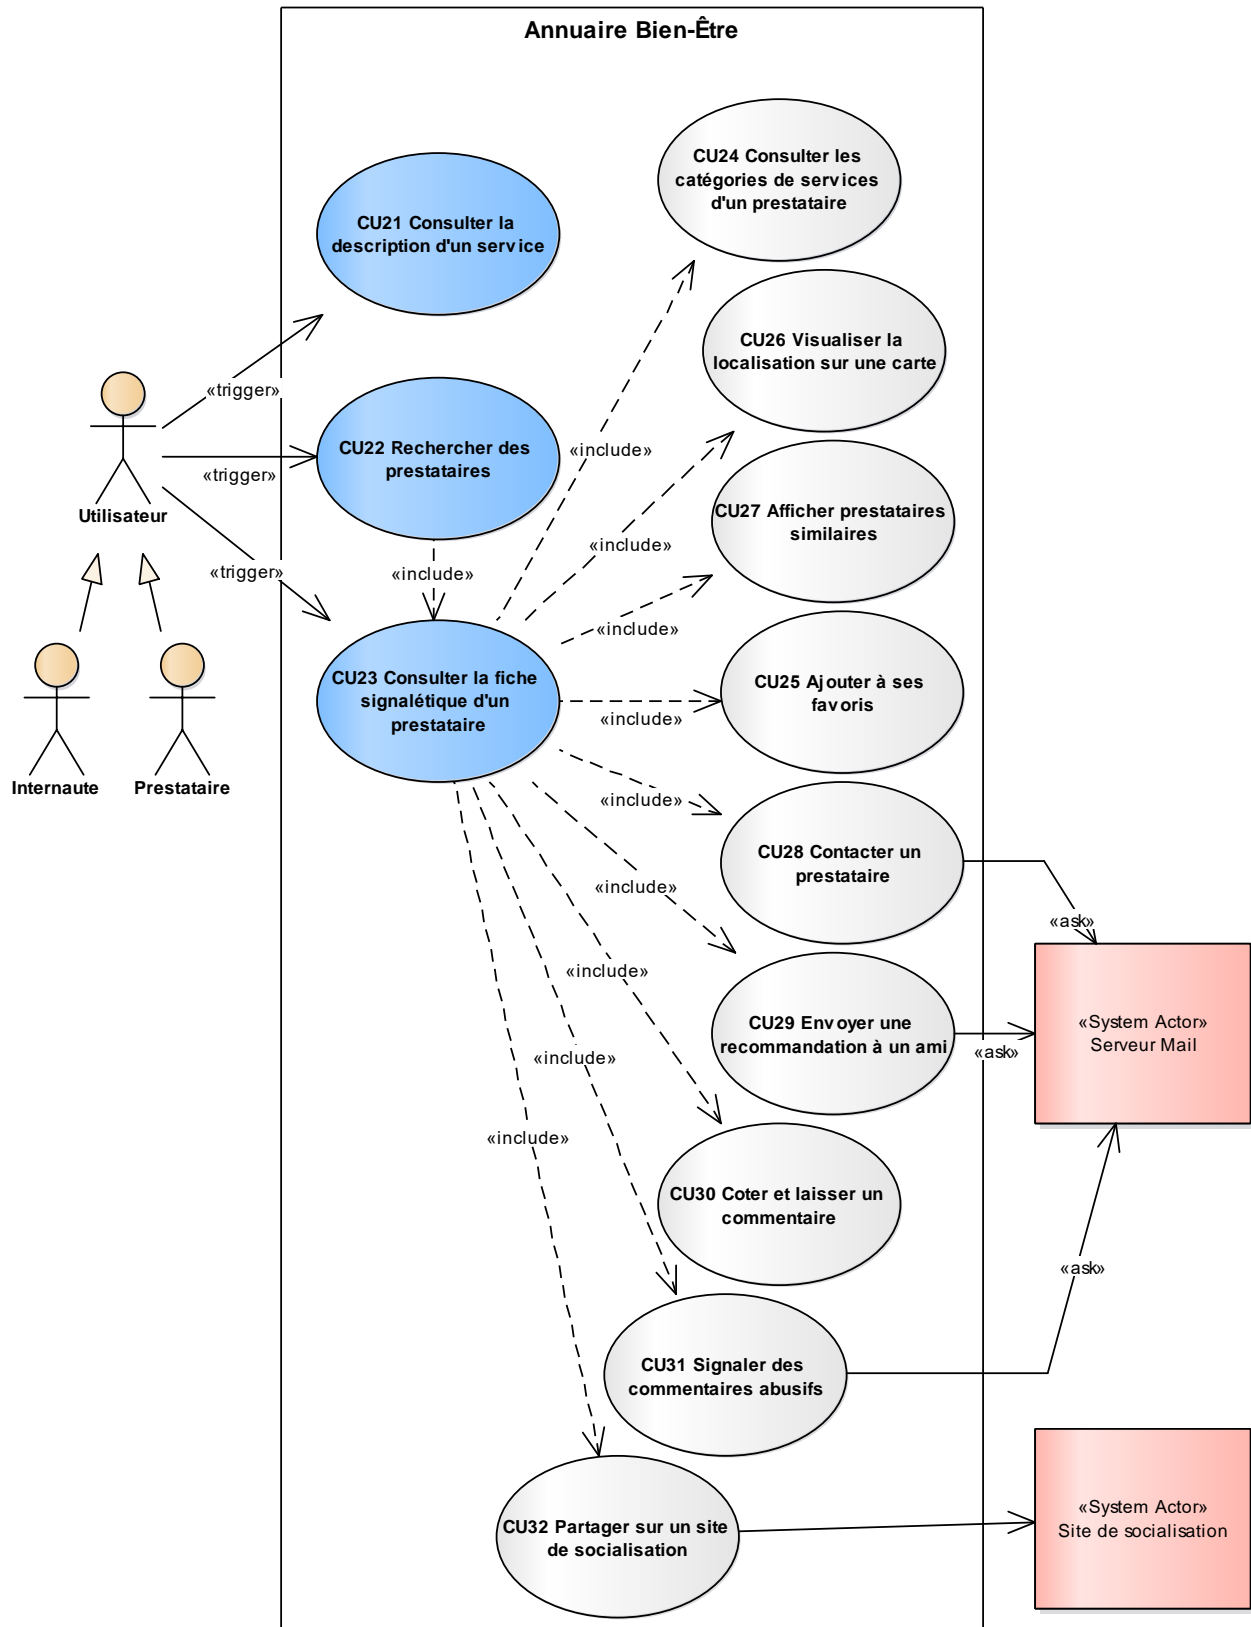 Annuaire Bien-Être
CU24 Consulter les
catégories de services
d'un prestataire
CU21 Consulter la
description d'un service
CU26 Visualiser la
localisation sur une carte
«trigger»
CU22 Rechercher des
prestataires
«include»
«trigger»
CU27 Afficher prestataires
similaires
Utilisateur
«include»
«trigger»
«include»
«include»
CU23 Consulter la fiche
signalétique d'un
prestataire
CU25 Ajouter à ses
favoris
«include»
Internaute
Prestataire
«include»
CU28 Contacter un
prestataire
«include»
«ask»
«include»
CU29 Envoyer une
recommandation à un ami
«ask»
«System Actor»
Serveur Mail
«include»
«include»
CU30 Coter et laisser un
commentaire
«ask»
CU31 Signaler des
commentaires abusifs
CU32 Partager sur un site
de socialisation
«System Actor»
Site de socialisation